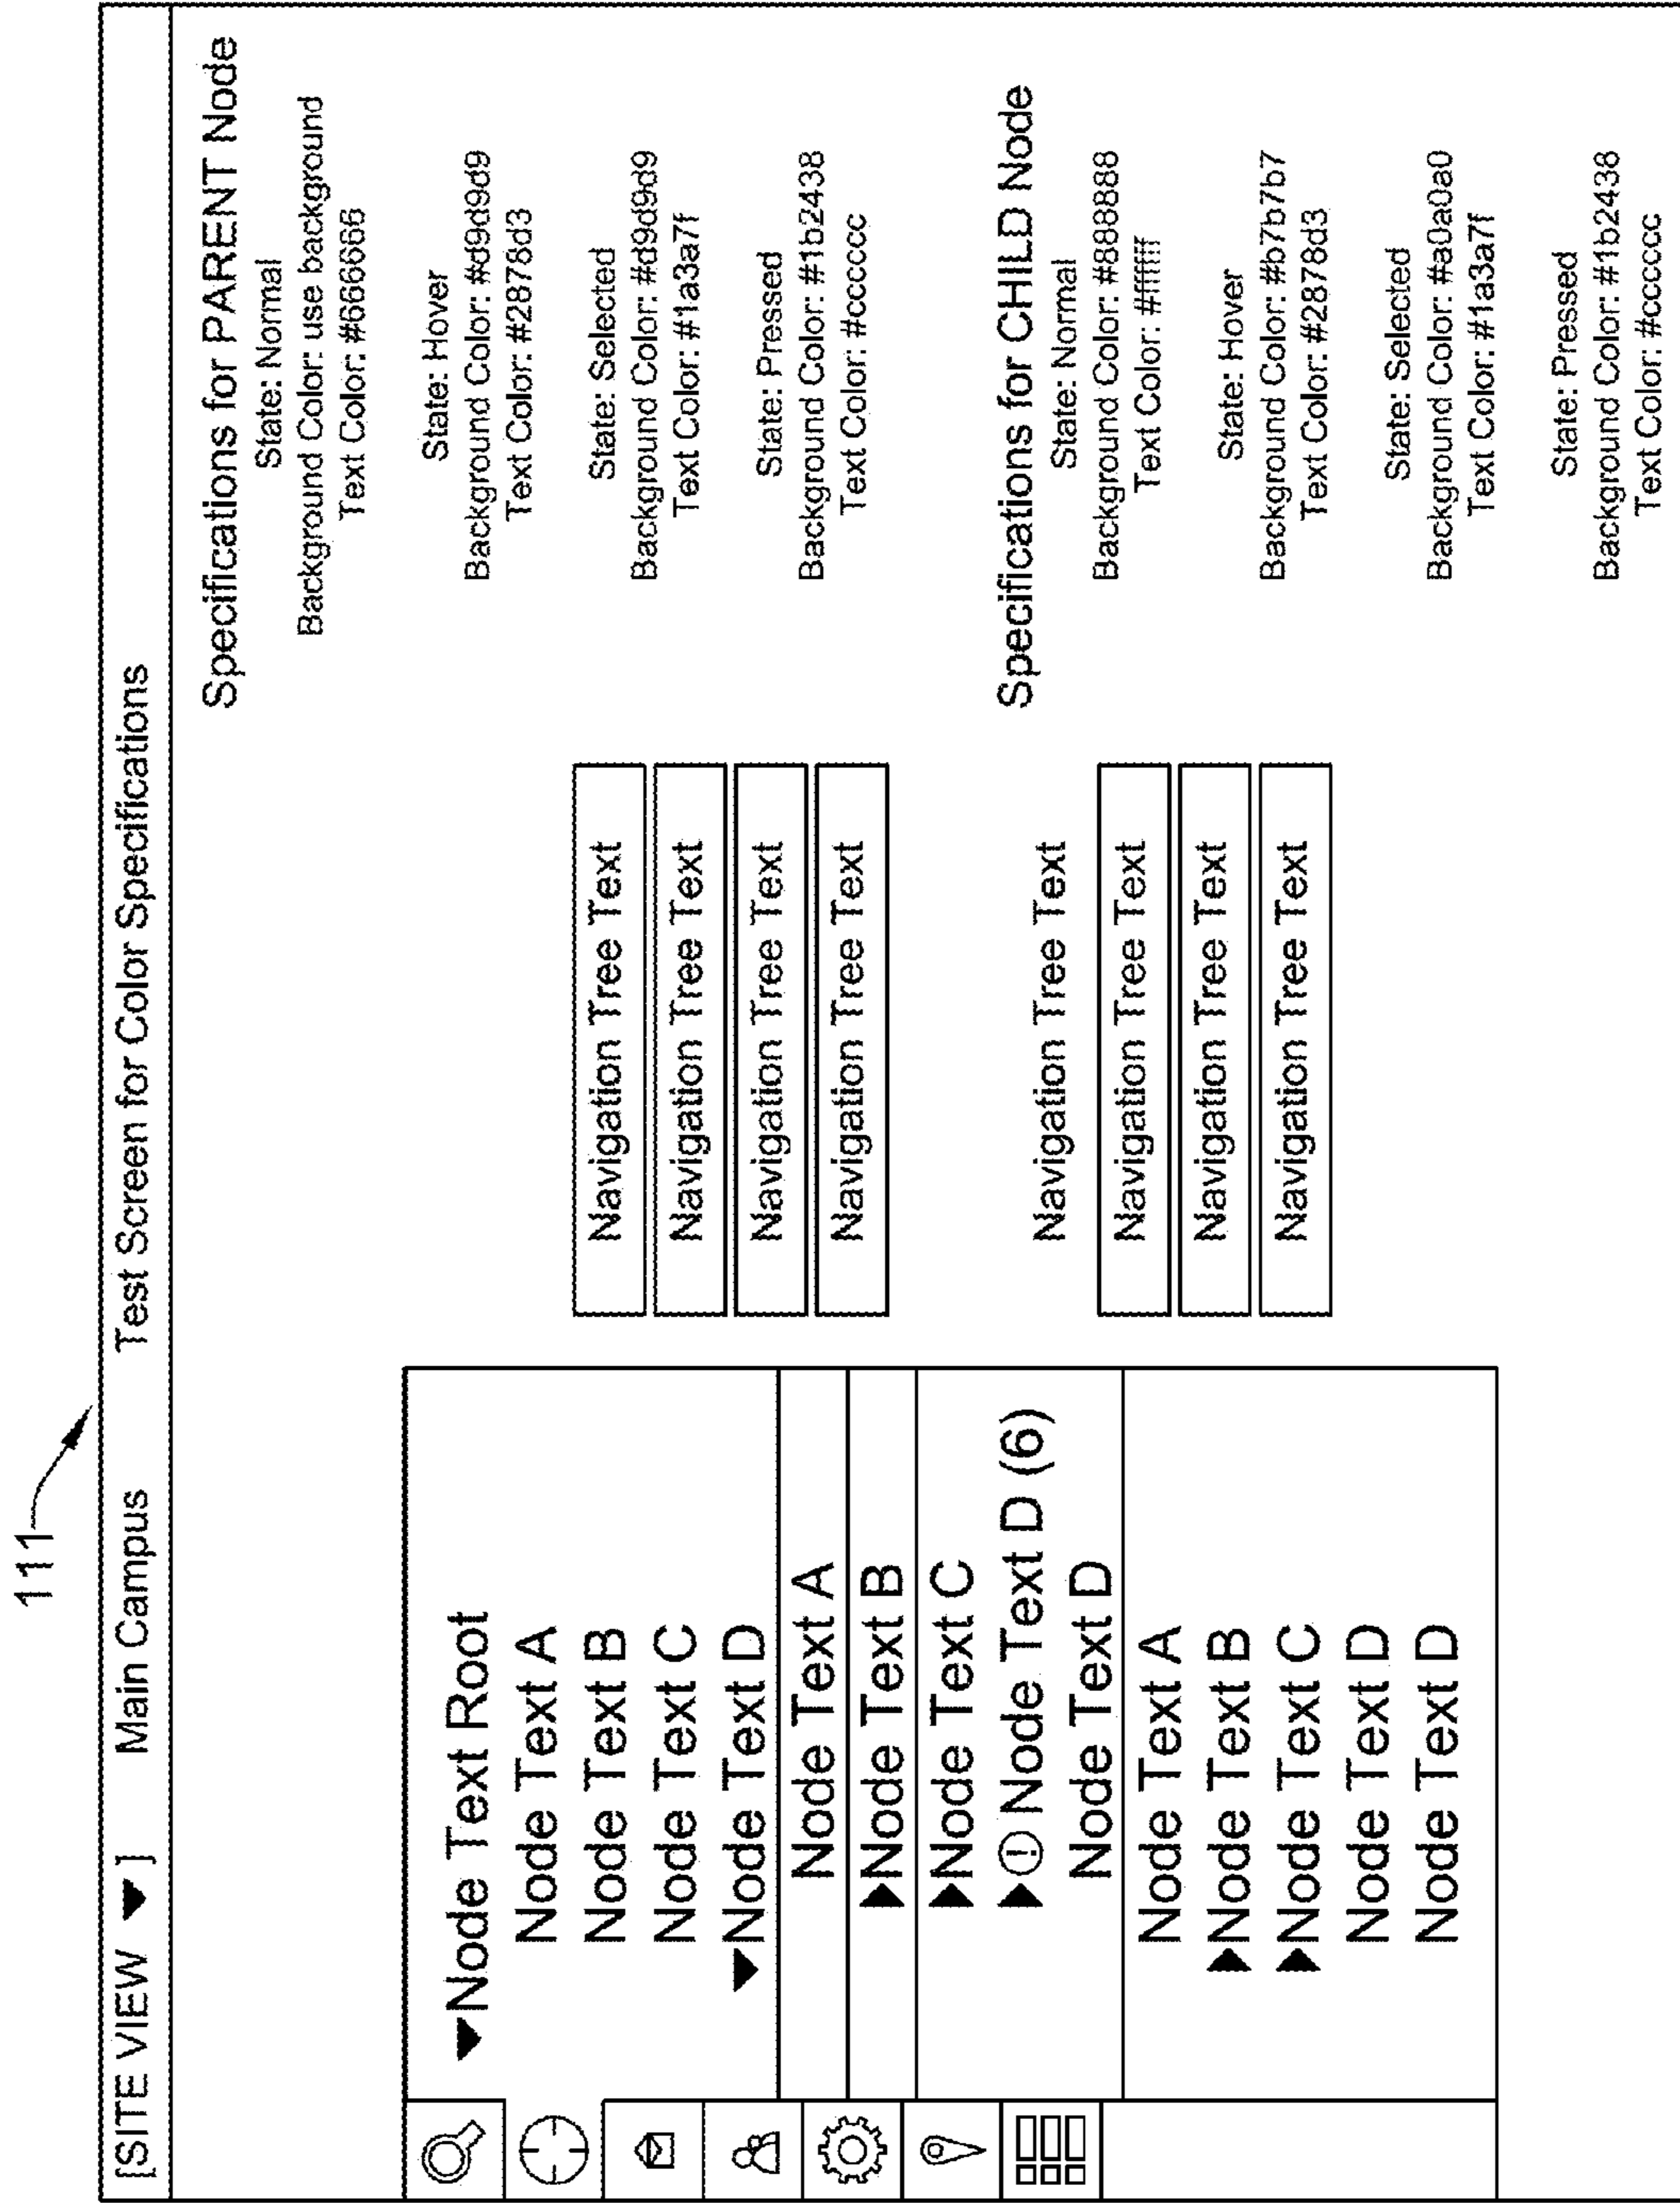 111
[SITE VIEW ▼] Main Campus Test Screen for Color Specifications
▼Node Text Root
Node Text A
Node Text B
Node Text C
▼Node Text D
Node Text A
▶Node Text B
▶Node Text C
▶! Node Text D (6)
Node Text D
Node Text A
▶Node Text B
▶Node Text C
Node Text D
Node Text D
Navigation Tree Text
Navigation Tree Text
Navigation Tree Text
Navigation Tree Text
Navigation Tree Text
Navigation Tree Text
Navigation Tree Text
Navigation Tree Text
Specifications for PARENT Node
State: Normal
Background Color: use background
Text Color: #666666
State: Hover
Background Color: #d9d9d9
Text Color: #2878d3
State: Selected
Background Color: #d9d9d9
Text Color: #1a3a7f
State: Pressed
Background Color: #1b2438
Text Color: #cccccc
Specifications for CHILD Node
State: Normal
Background Color: #888888
Text Color: #ffffff
State: Hover
Background Color: #b7b7b7
Text Color: #2878d3
State: Selected
Background Color: #a0a0a0
Text Color: #1a3a7f
State: Pressed
Background Color: #1b2438
Text Color: #cccccc